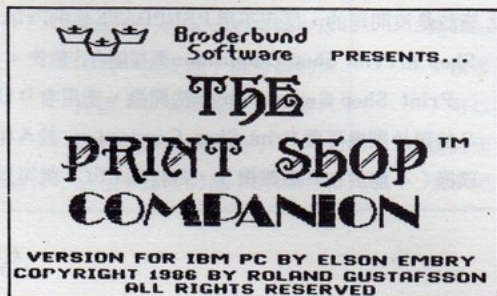 Brøderbund
Software PRESENTS...
THE
PRINT SHOP™
COMPANION
VERSION FOR IBM PC BY ELSON EMBRY
COPYRIGHT 1986 BY ROLAND GUSTAFSSON
ALL RIGHTS RESERVED